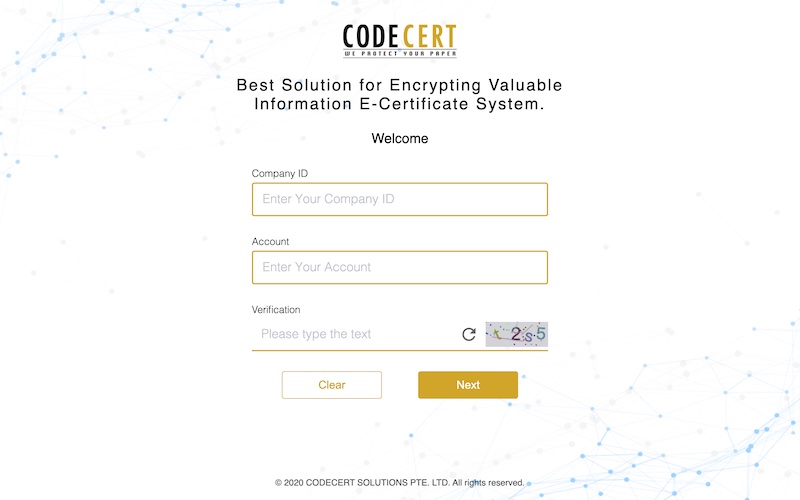 CODECERT
WE PROTECT YOUR PAPER
Best Solution for Encrypting Valuable
Information E-Certificate System.
Welcome
Company ID
Enter Your Company ID
Account
Enter Your Account
Verification
Please type the text
t2s5
Clear
Next
© 2020 CODECERT SOLUTIONS PTE. LTD. All rights reserved.